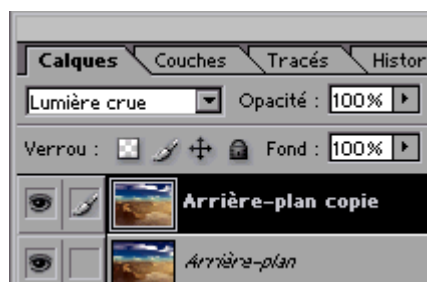 Calques Couches Tracés Histor
Lumière crue Opacité : 100%
Verrou : Fond : 100%
Arrière-plan copie
Arrière-plan